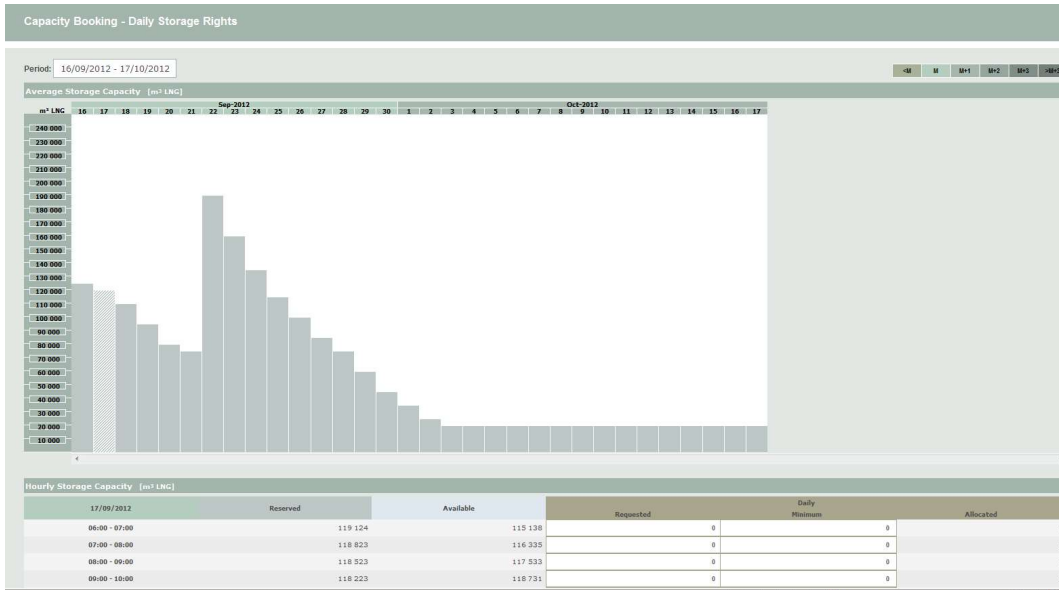 Capacity Booking - Daily Storage Rights
Period: 16/09/2012 - 17/10/2012
<M M M+1 M+2 M+3
Average Storage Capacity [m³ LNG]
Sep-2012 Oct-2012
m³ LNG 16 17 18 19 20 21 22 23 24 25 26 27 28 29 30 1 2 3 4 5 6 7 8 9 10 11 12 13 14 15 16 17
240 000
230 000
220 000
210 000
200 000
190 000
180 000
170 000
160 000
150 000
140 000
130 000
120 000
110 000
100 000
90 000
80 000
70 000
60 000
50 000
40 000
30 000
20 000
10 000
Hourly Storage Capacity [m³ LNG]
Daily
17/09/2012 Reserved Available Requested Minimum Allocated
06:00 - 07:00 119 124 115 138 0 0
07:00 - 08:00 118 823 116 335 0 0
08:00 - 09:00 118 523 117 533 0 0
09:00 - 10:00 118 223 118 731 0 0